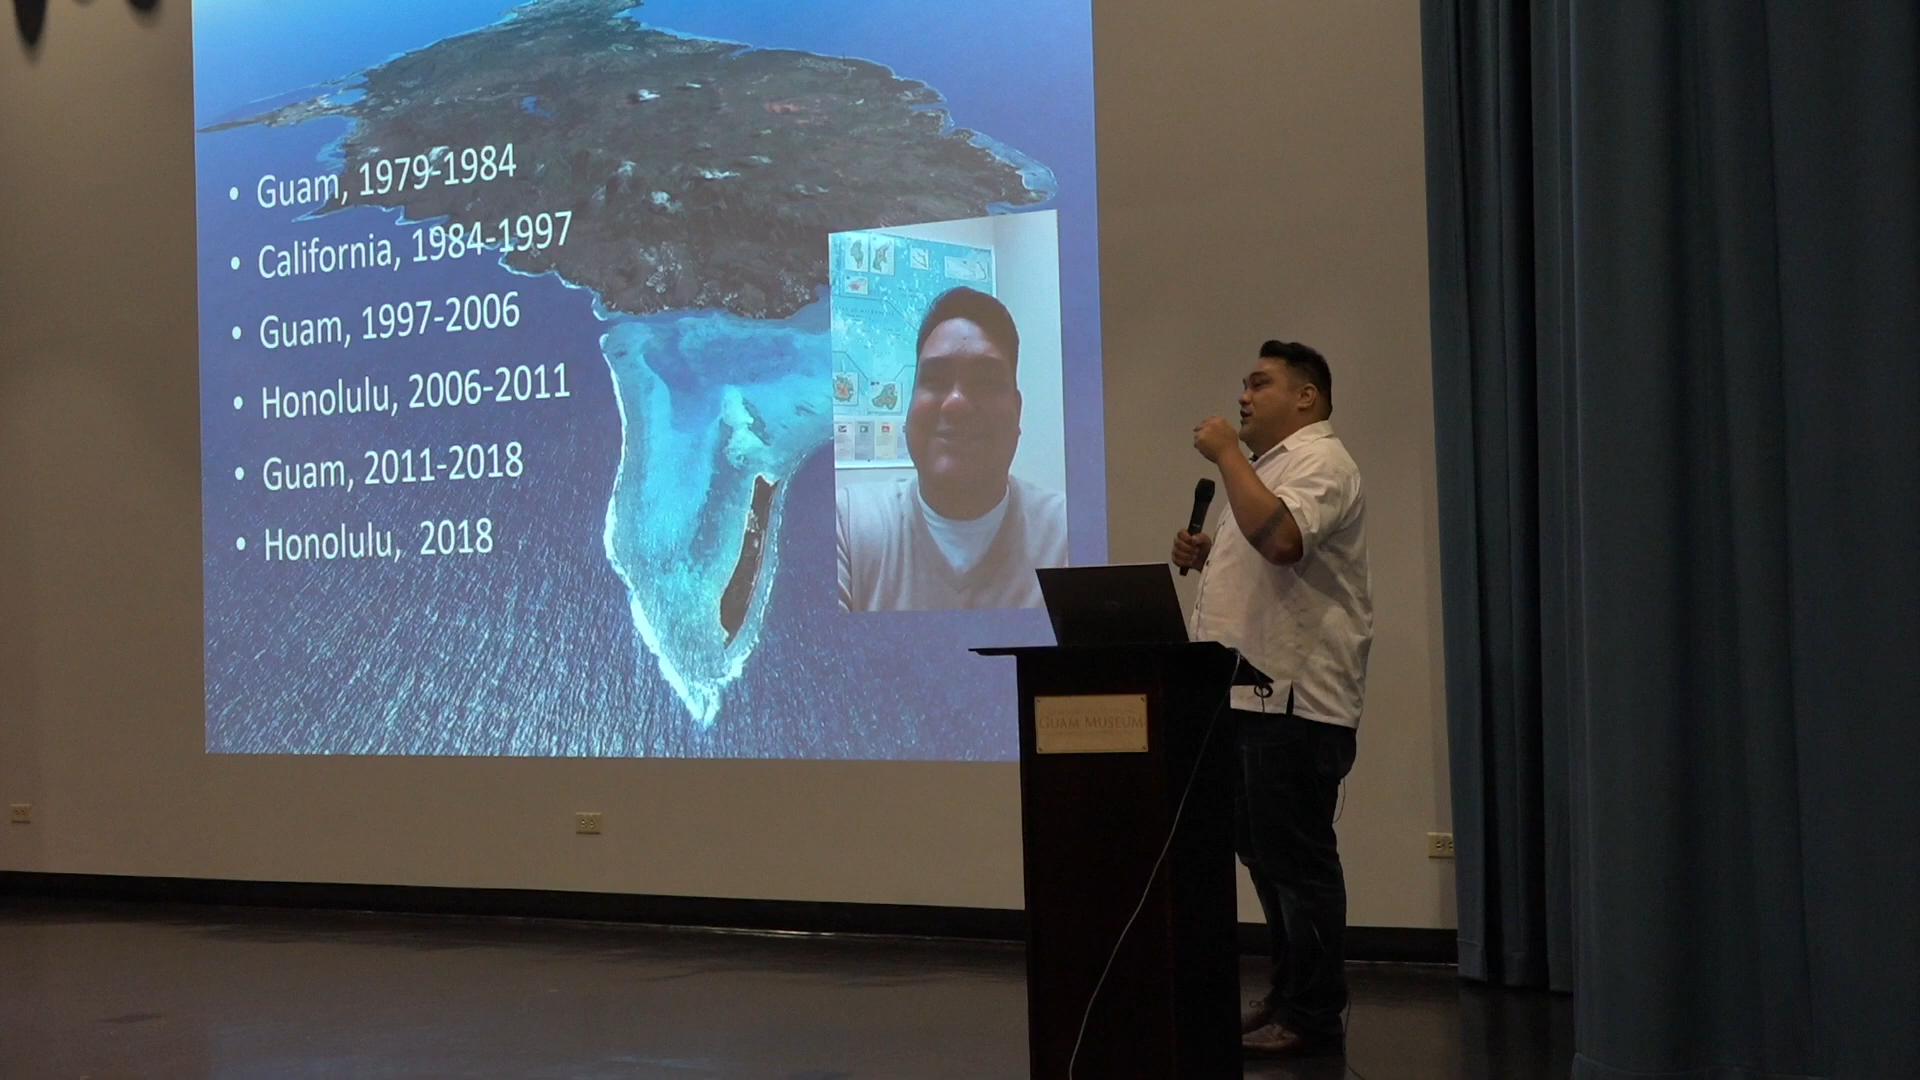 • Guam, 1979-1984
• California, 1984-1997
• Guam, 1997-2006
• Honolulu, 2006-2011
• Guam, 2011-2018
• Honolulu, 2018
GUAM MUSEUM